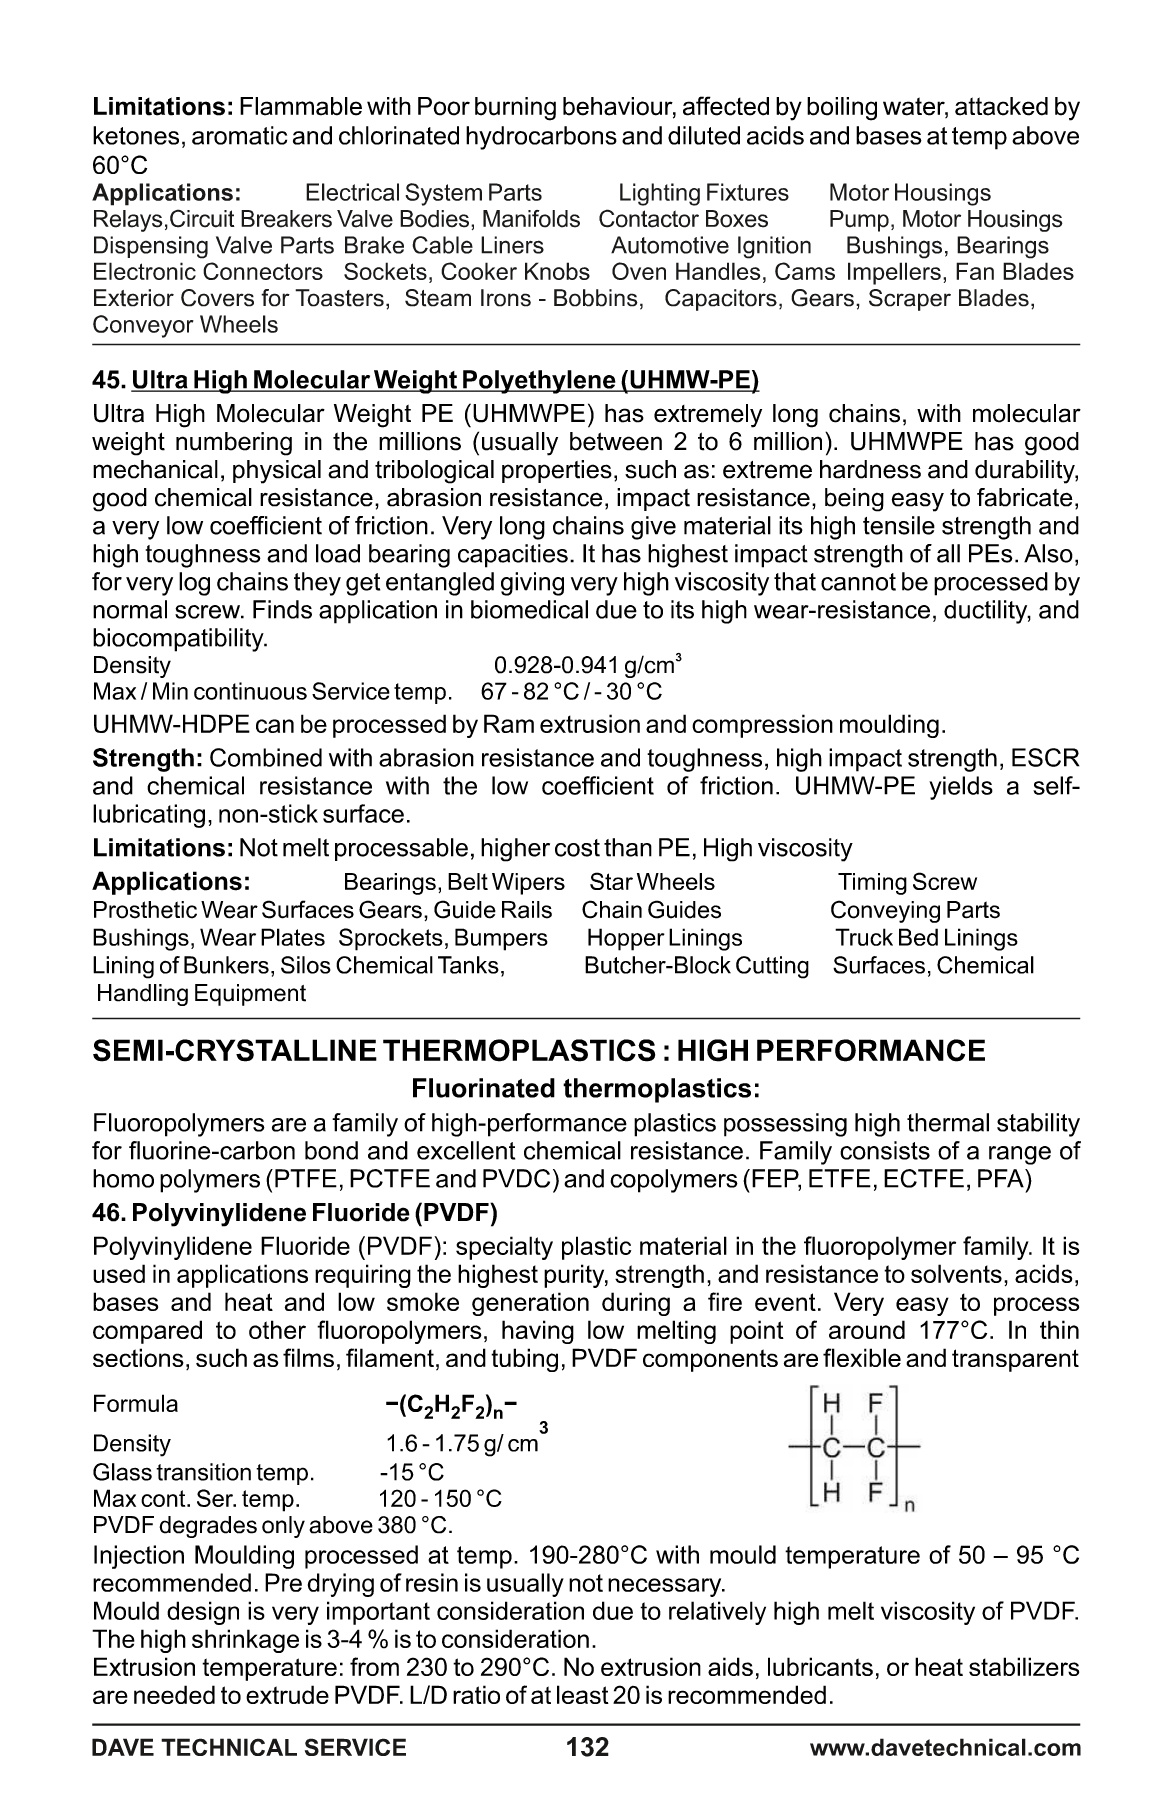 Limitations: Flammable with Poor burning behaviour, affected by boiling water, attacked by
ketones, aromatic and chlorinated hydrocarbons and diluted acids and bases at temp above
60°C
Applications: Electrical System Parts Lighting Fixtures Motor Housings
Relays,Circuit Breakers Valve Bodies, Manifolds Contactor Boxes Pump, Motor Housings
Dispensing Valve Parts Brake Cable Liners Automotive Ignition Bushings, Bearings
Electronic Connectors Sockets, Cooker Knobs Oven Handles, Cams Impellers, Fan Blades
Exterior Covers for Toasters, Steam Irons - Bobbins, Capacitors, Gears, Scraper Blades,
Conveyor Wheels
45. Ultra High Molecular Weight Polyethylene (UHMW-PE)
Ultra High Molecular Weight PE (UHMWPE) has extremely long chains, with molecular
weight numbering in the millions (usually between 2 to 6 million). UHMWPE has good
mechanical, physical and tribological properties, such as: extreme hardness and durability,
good chemical resistance, abrasion resistance, impact resistance, being easy to fabricate,
a very low coefficient of friction. Very long chains give material its high tensile strength and
high toughness and load bearing capacities. It has highest impact strength of all PEs. Also,
for very log chains they get entangled giving very high viscosity that cannot be processed by
normal screw. Finds application in biomedical due to its high wear-resistance, ductility, and
biocompatibility.
Density 0.928-0.941 g/cm³
Max / Min continuous Service temp. 67 - 82 °C / - 30 °C
UHMW-HDPE can be processed by Ram extrusion and compression moulding.
Strength: Combined with abrasion resistance and toughness, high impact strength, ESCR
and chemical resistance with the low coefficient of friction. UHMW-PE yields a self-
lubricating, non-stick surface.
Limitations: Not melt processable, higher cost than PE, High viscosity
Applications: Bearings, Belt Wipers Star Wheels Timing Screw
Prosthetic Wear Surfaces Gears, Guide Rails Chain Guides Conveying Parts
Bushings, Wear Plates Sprockets, Bumpers Hopper Linings Truck Bed Linings
Lining of Bunkers, Silos Chemical Tanks, Butcher-Block Cutting Surfaces, Chemical
Handling Equipment
SEMI-CRYSTALLINE THERMOPLASTICS : HIGH PERFORMANCE
Fluorinated thermoplastics:
Fluoropolymers are a family of high-performance plastics possessing high thermal stability
for fluorine-carbon bond and excellent chemical resistance. Family consists of a range of
homo polymers (PTFE, PCTFE and PVDC) and copolymers (FEP, ETFE, ECTFE, PFA)
46. Polyvinylidene Fluoride (PVDF)
Polyvinylidene Fluoride (PVDF): specialty plastic material in the fluoropolymer family. It is
used in applications requiring the highest purity, strength, and resistance to solvents, acids,
bases and heat and low smoke generation during a fire event. Very easy to process
compared to other fluoropolymers, having low melting point of around 177°C. In thin
sections, such as films, filament, and tubing, PVDF components are flexible and transparent
Formula −(C₂H₂F₂)ₙ−
Density 1.6 - 1.75 g/ cm³
Glass transition temp. -15 °C
Max cont. Ser. temp. 120 - 150 °C
PVDF degrades only above 380 °C.
H F
C C
H F
n
Injection Moulding processed at temp. 190-280°C with mould temperature of 50 – 95 °C
recommended. Pre drying of resin is usually not necessary.
Mould design is very important consideration due to relatively high melt viscosity of PVDF.
The high shrinkage is 3-4 % is to consideration.
Extrusion temperature: from 230 to 290°C. No extrusion aids, lubricants, or heat stabilizers
are needed to extrude PVDF. L/D ratio of at least 20 is recommended.
DAVE TECHNICAL SERVICE 132 www.davetechnical.com